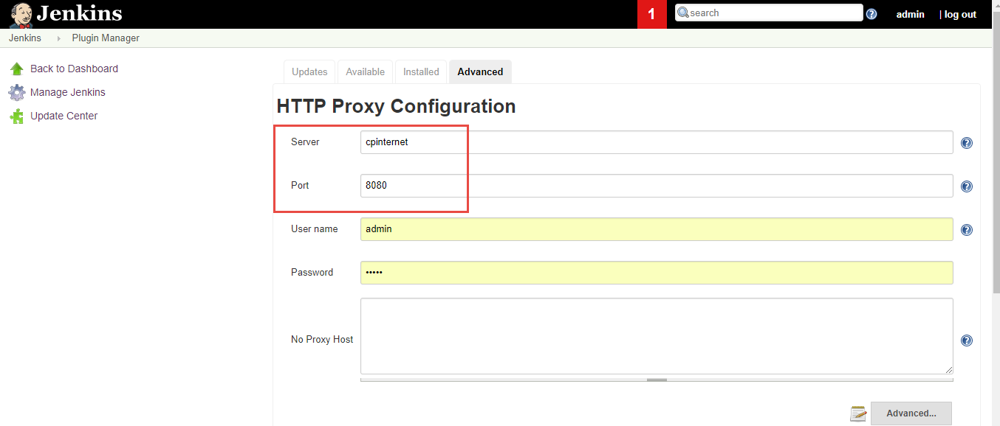 Jenkins
1
search
?
admin
| log out
Jenkins
Plugin Manager
Back to Dashboard
Manage Jenkins
Update Center
Updates
Available
Installed
Advanced
HTTP Proxy Configuration
Server
cpinternet
?
Port
8080
?
User name
admin
?
Password
•••••
No Proxy Host
?
Advanced...